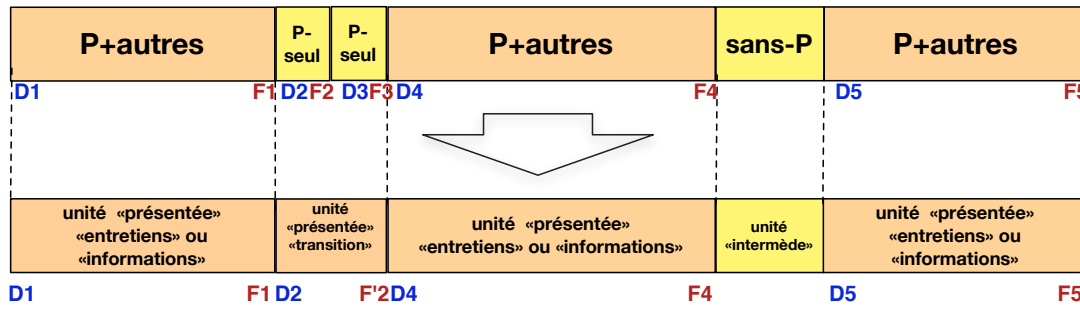 P+autres P-seul P-seul P+autres sans-P P+autres
D1 F1 D2 F2 D3 F3 D4 F4 D5 F5
unité «présentée» «entretiens» ou «informations»
unité «présentée» «transition»
unité «présentée» «entretiens» ou «informations»
unité «intermède»
unité «présentée» «entretiens» ou «informations»
D1 F1 D2 F'2 D4 F4 D5 F5